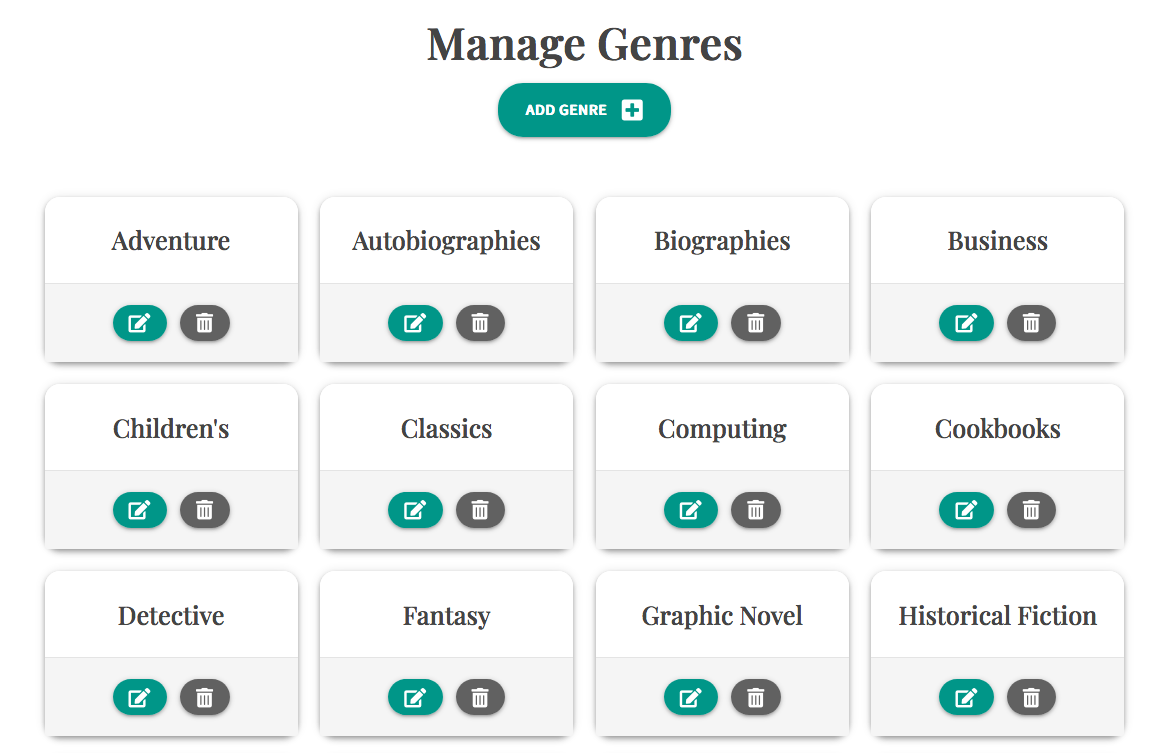 Manage Genres
ADD GENRE
Adventure
Autobiographies
Biographies
Business
Children's
Classics
Computing
Cookbooks
Detective
Fantasy
Graphic Novel
Historical Fiction